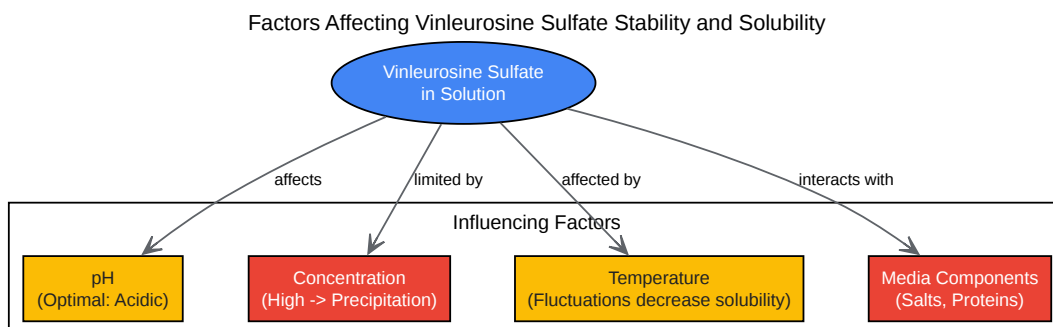 Factors Affecting Vinleurosine Sulfate Stability and Solubility
Vinleurosine Sulfate
in Solution
affects
limited by
affected by
interacts with
Influencing Factors
pH
(Optimal: Acidic)
Concentration
(High -> Precipitation)
Temperature
(Fluctuations decrease solubility)
Media Components
(Salts, Proteins)